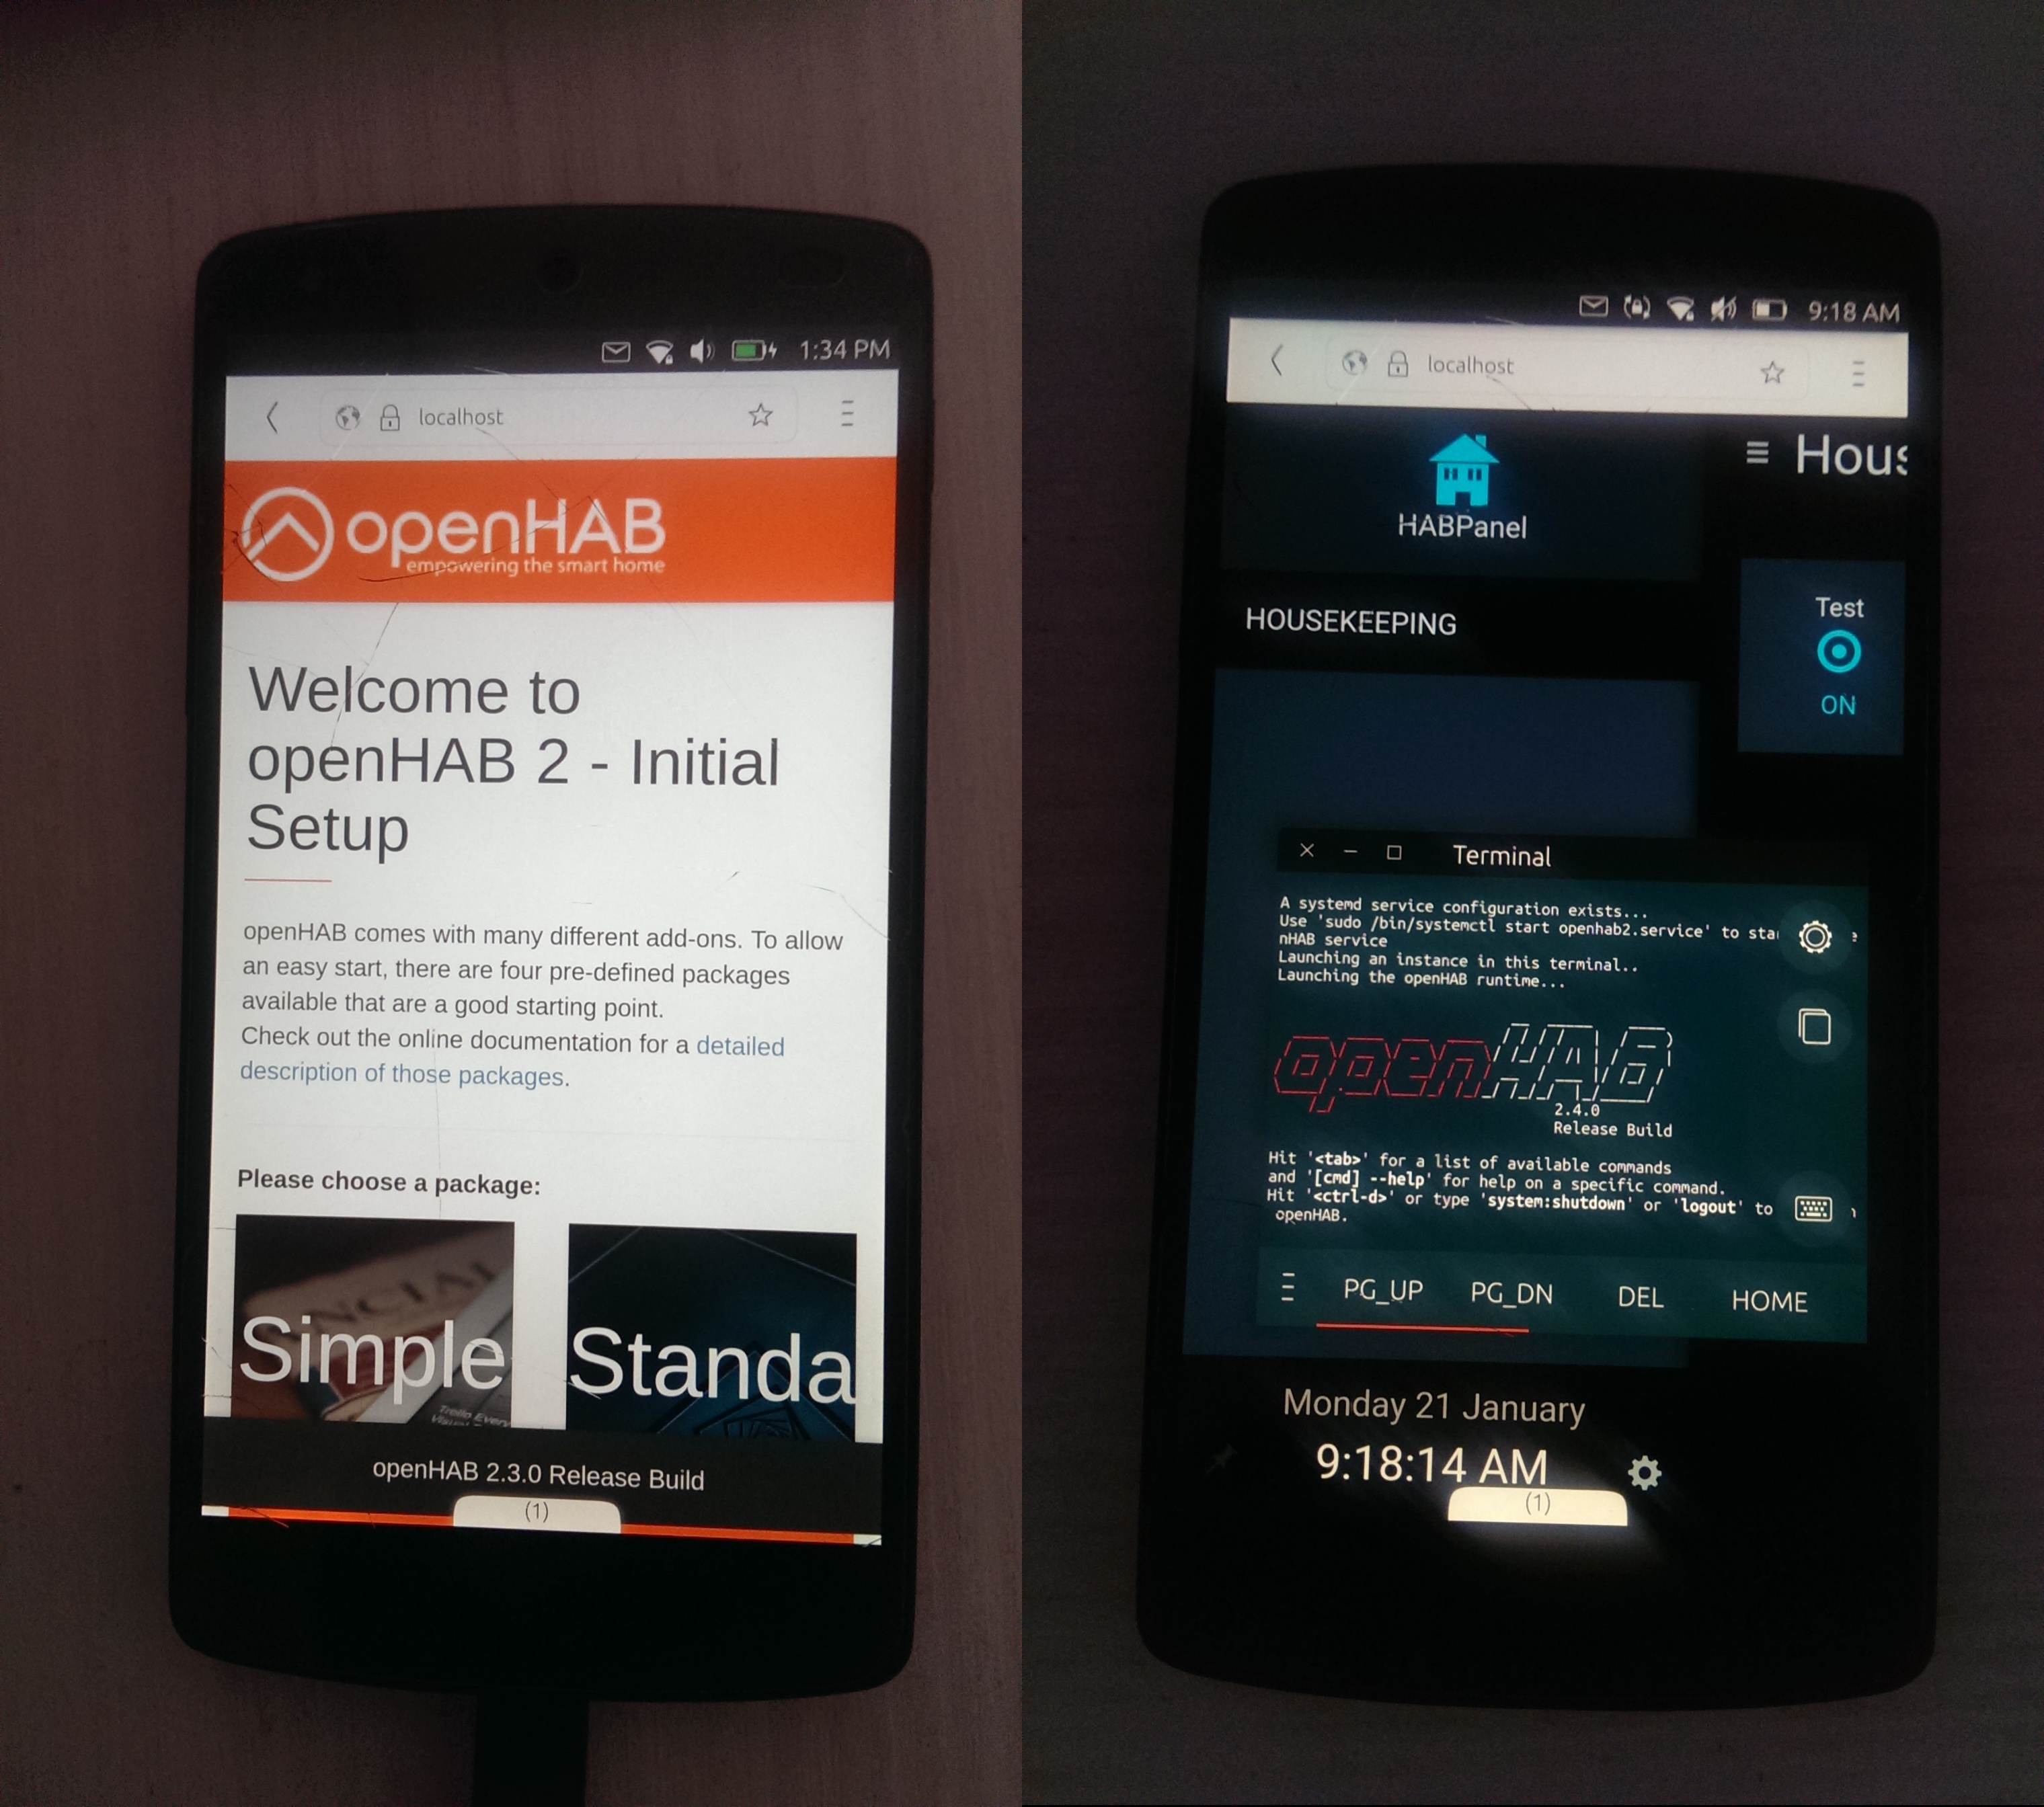 1:34 PM
localhost
openHAB
empowering the smart home
Welcome to
openHAB 2 - Initial
Setup
openHAB comes with many different add-ons. To allow
an easy start, there are four pre-defined packages
available that are a good starting point.
Check out the online documentation for a detailed
description of those packages.
Please choose a package:
NCIAL
Simple
Standa
Trello Every
openHAB 2.3.0 Release Build
(1)
9:18 AM
localhost
HABPanel
Hous
HOUSEKEEPING
Test
ON
Terminal
A systemd service configuration exists...
Use 'sudo /bin/systemctl start openhab2.service' to sta
nHAB service
Launching an instance in this terminal..
Launching the openHAB runtime...
openHAB
2.4.0
Release Build
Hit '<tab>' for a list of available commands
and '[cmd] --help' for help on a specific command.
Hit '<ctrl-d>' or type 'system:shutdown' or 'logout' to
openHAB.
PG_UP PG_DN DEL HOME
Monday 21 January
9:18:14 AM
(1)